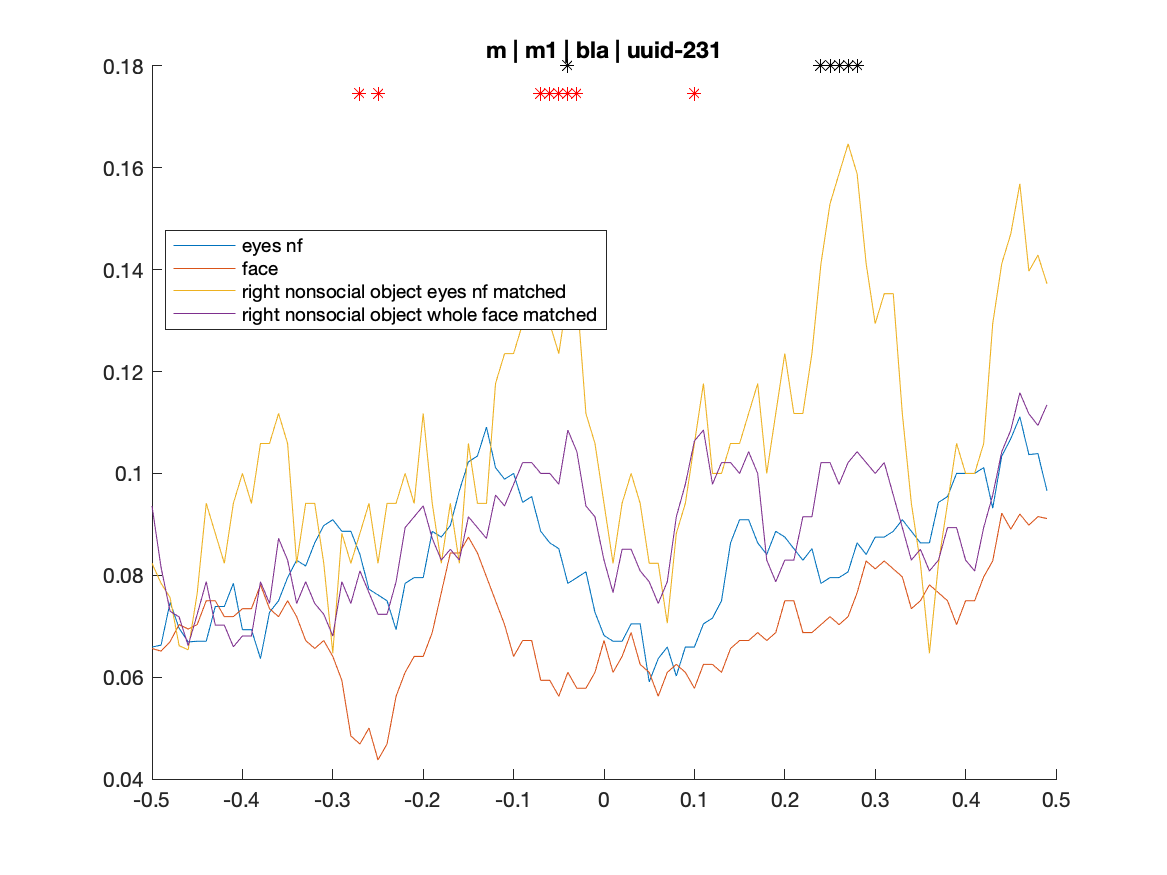 m | m1 | bla | uuid-231
0.18
0.16
0.14
0.12
0.1
0.08
0.06
0.04
eyes nf
face
right nonsocial object eyes nf matched
right nonsocial object whole face matched
-0.5 -0.4 -0.3 -0.2 -0.1 0 0.1 0.2 0.3 0.4 0.5